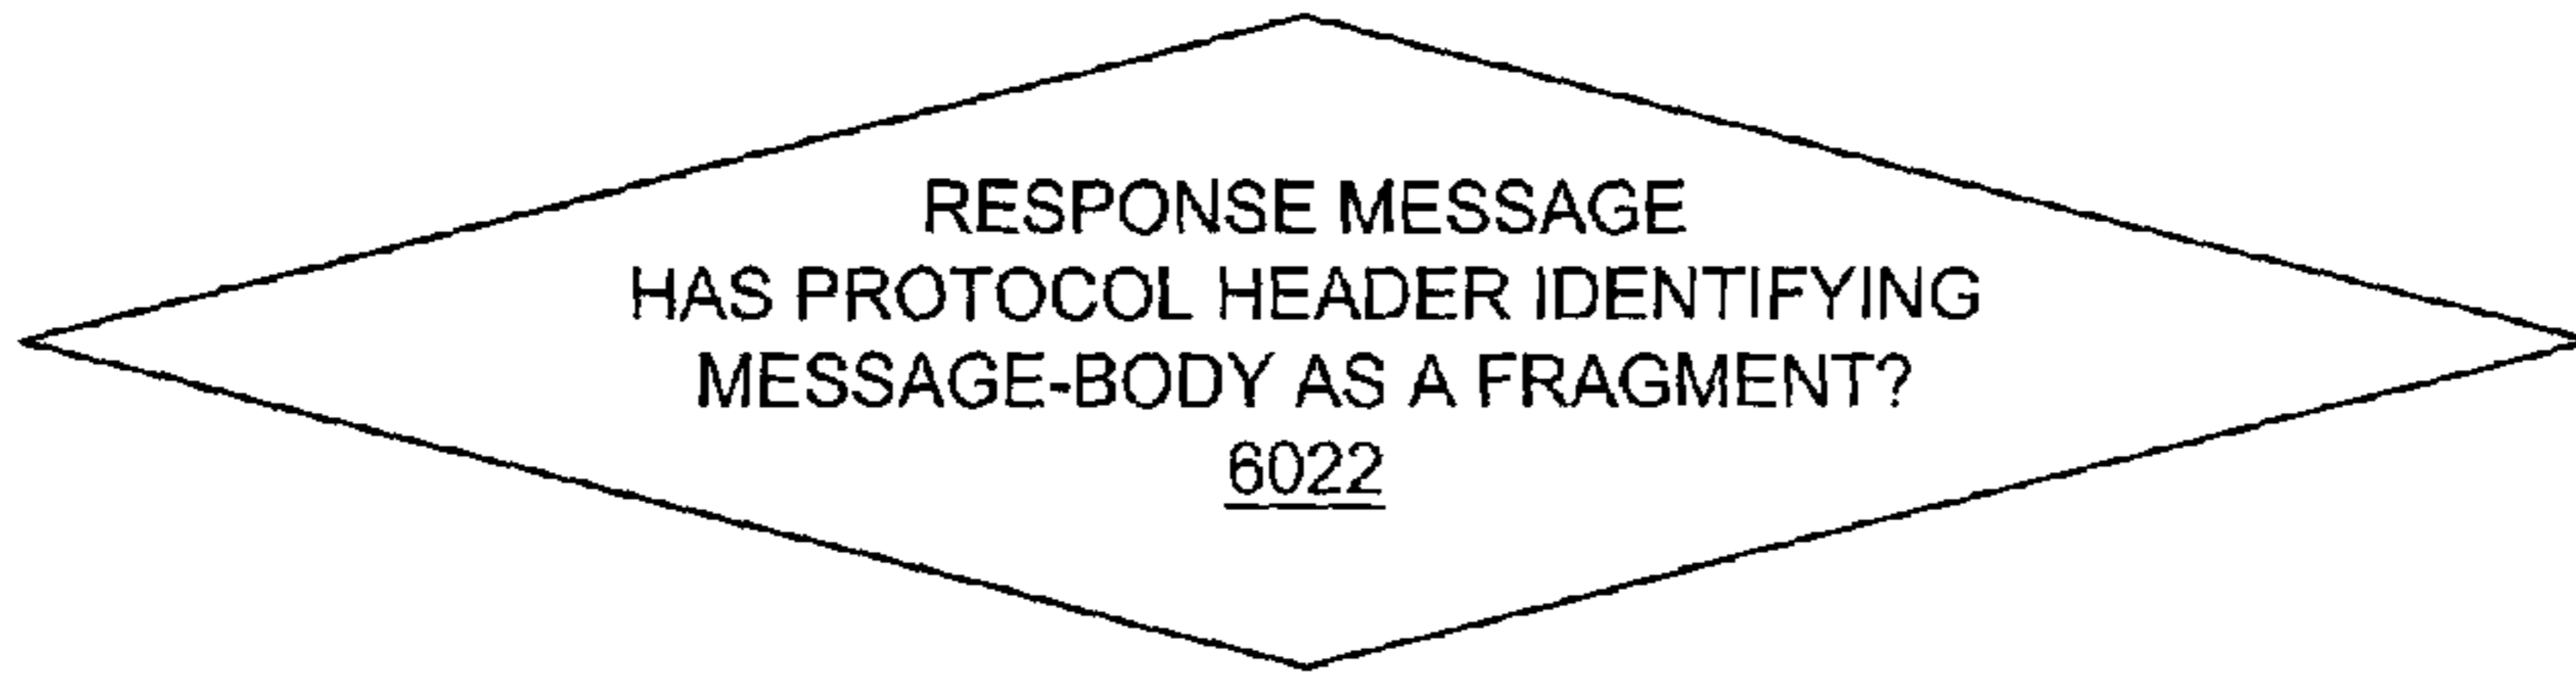 RESPONSE MESSAGE
HAS PROTOCOL HEADER IDENTIFYING
MESSAGE-BODY AS A FRAGMENT?
6022